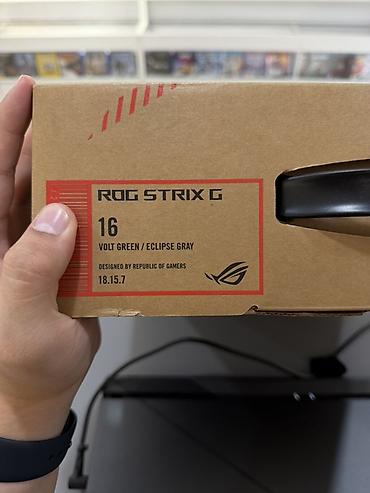 ROG STRIX G
16
VOLT GREEN / ECLIPSE GRAY
DESIGNED BY REPUBLIC OF GAMERS
18.15.7